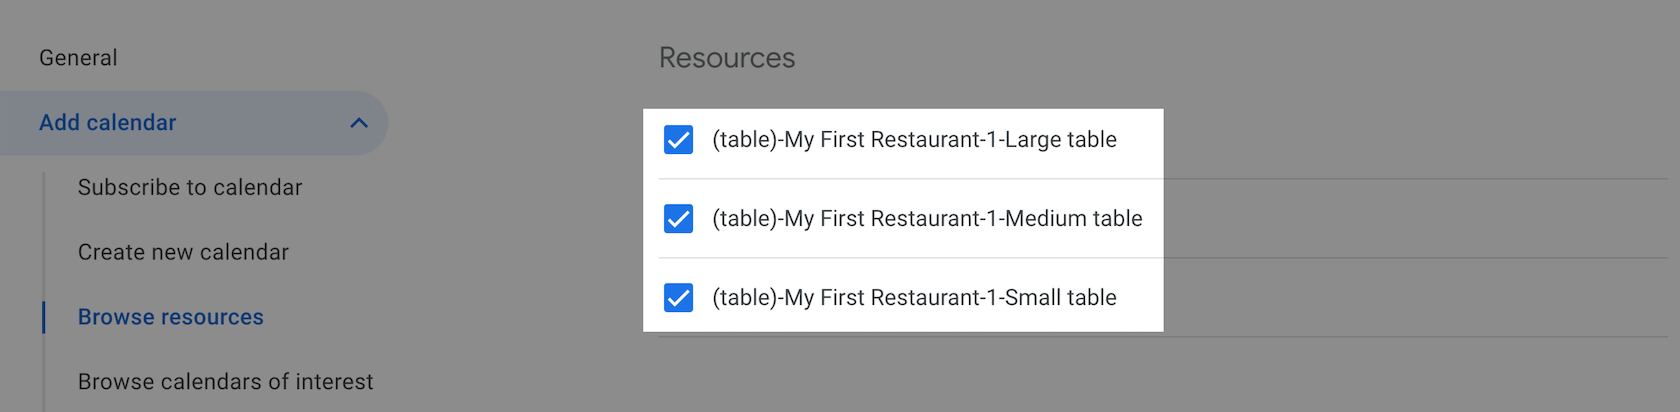 General
Add calendar
Subscribe to calendar
Create new calendar
Browse resources
Browse calendars of interest
Resources
(table)-My First Restaurant-1-Large table
(table)-My First Restaurant-1-Medium table
(table)-My First Restaurant-1-Small table